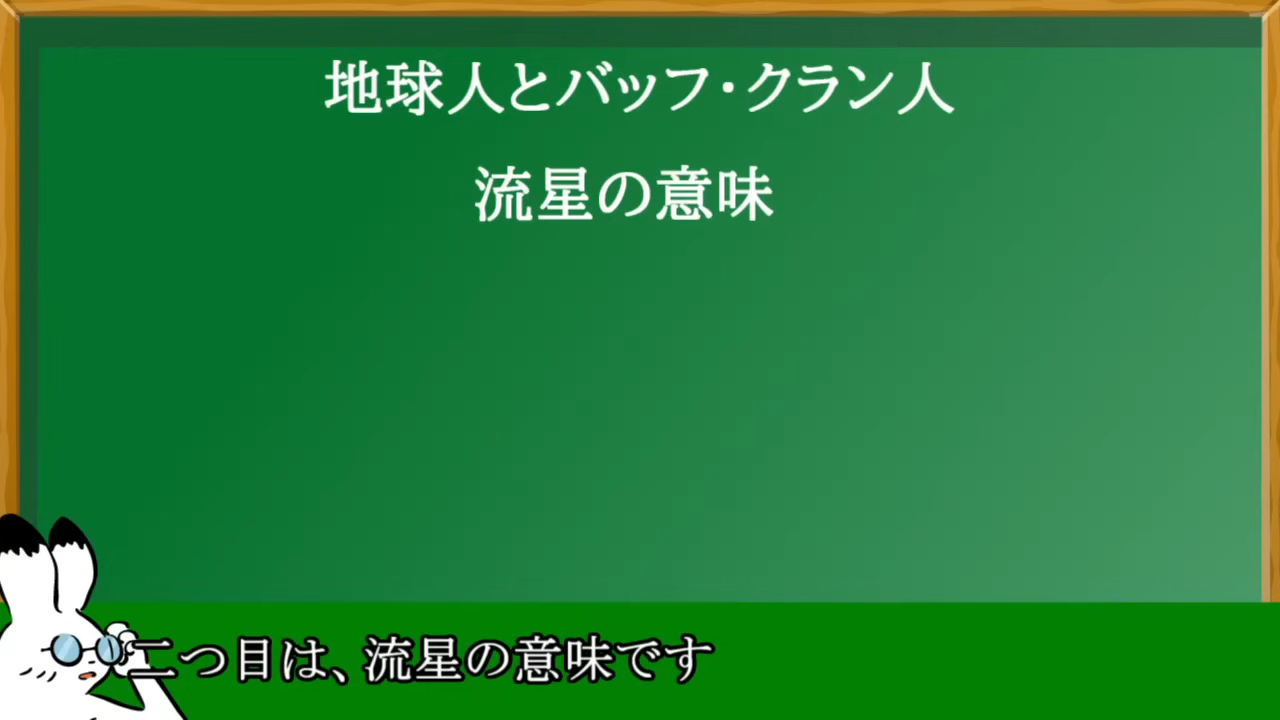 地球人とバッフ・クラン人
流星の意味
二つ目は、流星の意味です